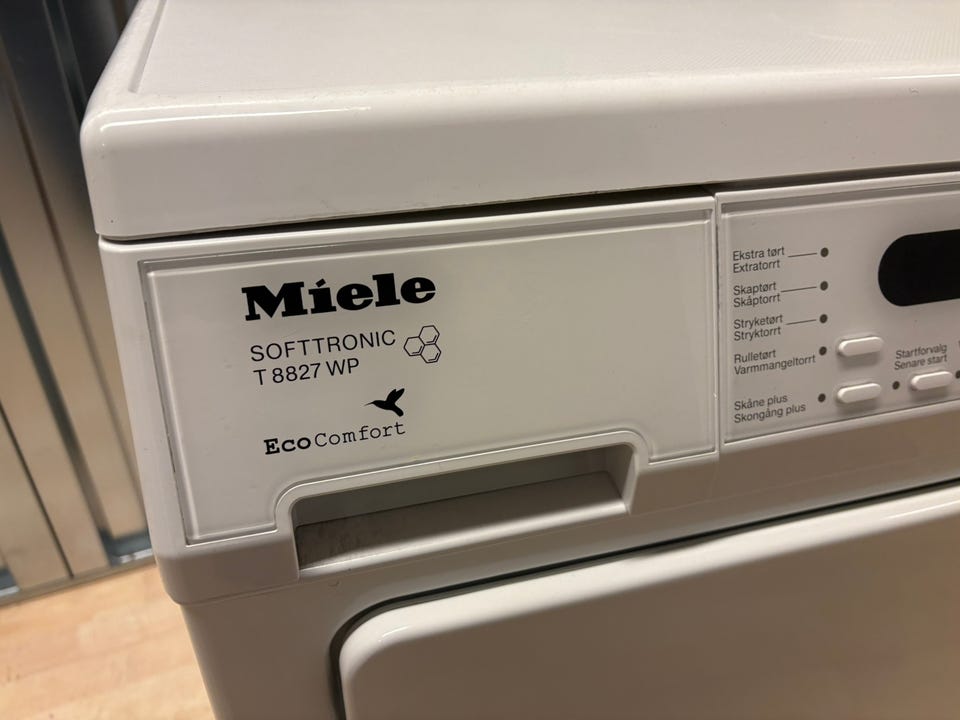 Miele
SOFTTRONIC
T 8827 WP
EcoComfort
Ekstra tørt
Extratorrt
Skaptørt
Skåptorrt
Stryketørt
Stryktorrt
Rulletørt
Varmmangeltorrt
Skåne plus
Skongång plus
Startforvalg
Senare start